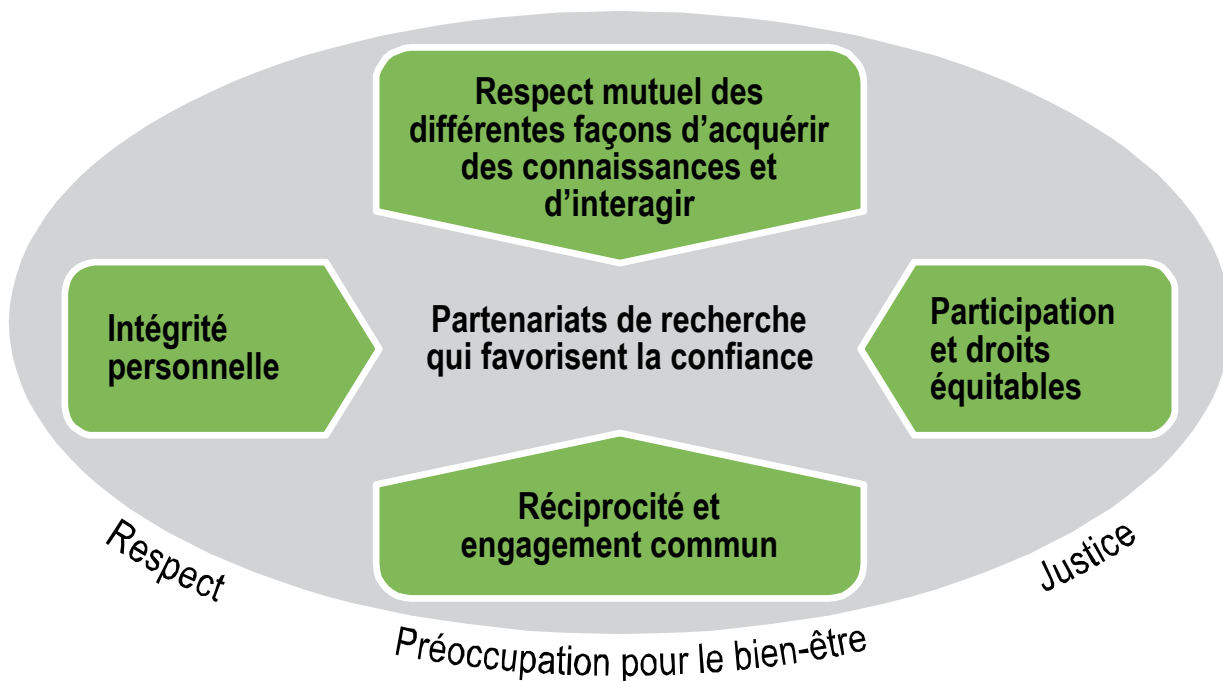 Respect mutuel des
différentes façons d’acquérir
des connaissances et
d’interagir
Intégrité
personnelle
Partenariats de recherche
qui favorisent la confiance
Participation
et droits
équitables
Réciprocité et
engagement commun
Respect
Préoccupation pour le bien-être
Justice